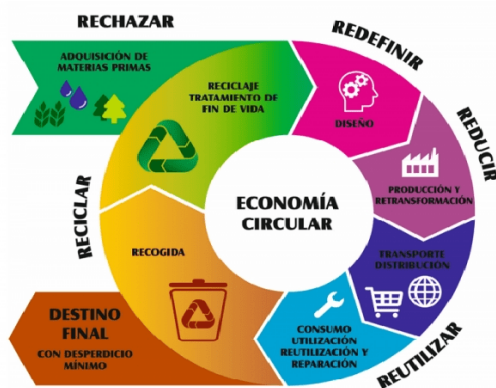 RECHAZAR
ADQUISICIÓN DE
MATERIAS PRIMAS
REDEFINIR
RECICLAJE
TRATAMIENTO DE
FIN DE VIDA
DISEÑO
REDUCIR
PRODUCCIÓN Y
RETRANSFORMACIÓN
ECONOMÍA
CIRCULAR
TRANSPORTE
DISTRIBUCIÓN
REUTILIZAR
CONSUMO
UTILIZACIÓN
REUTILIZACIÓN Y
REPARACIÓN
RECICLAR
RECOGIDA
DESTINO
FINAL
CON DESPERDICIO
MÍNIMO